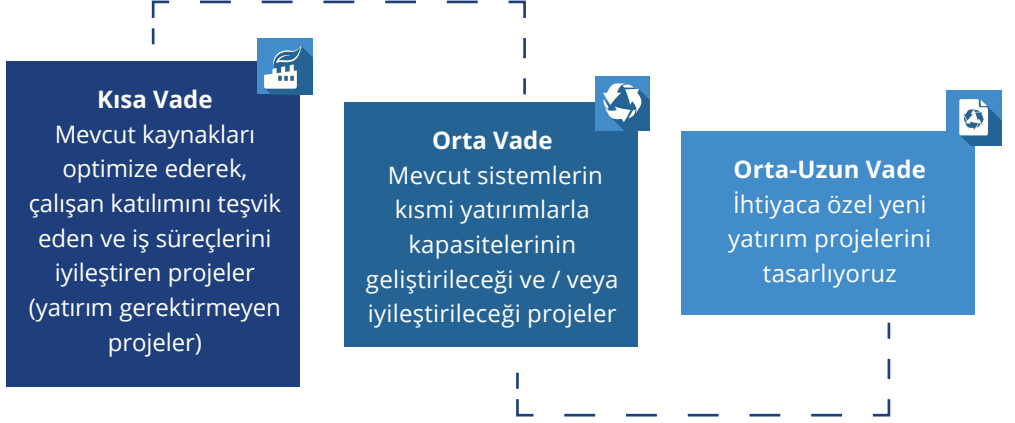 Kısa Vade
Mevcut kaynakları
optimize ederek,
çalışan katılımını teşvik
eden ve iş süreçlerini
iyileştiren projeler
(yatırım gerektirmeyen
projeler)
Orta Vade
Mevcut sistemlerin
kısmi yatırımlarla
kapasitelerinin
geliştirileceği ve / veya
iyileştirileceği projeler
Orta-Uzun Vade
İhtiyaca özel yeni
yatırım projelerini
tasarlıyoruz